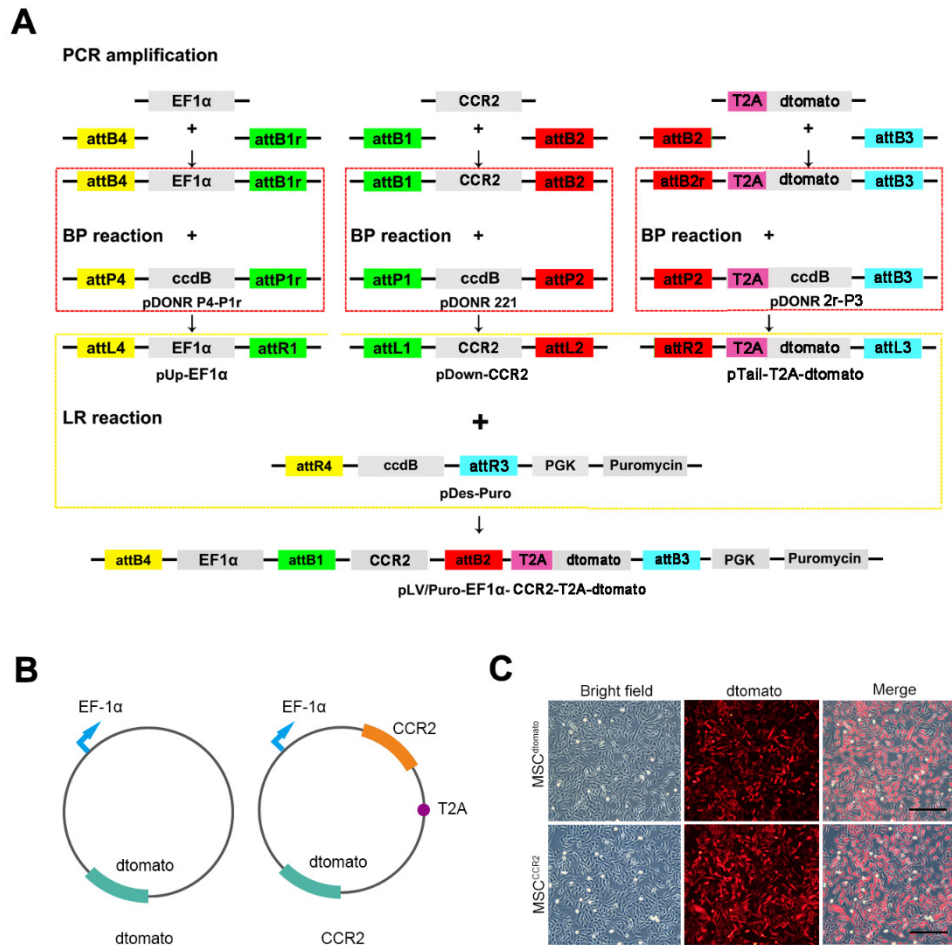 A
PCR amplification
EF1α CCR2 T2A dtomato
+ + +
attB4 attB1r attB1 attB2 attB2 attB3
attB4 EF1α attB1r attB1 CCR2 attB2 attB2r T2A dtomato attB3
BP reaction + + BP reaction +
attP4 ccdB attP1r attP1 ccdB attP2 attP2 T2A ccdB attB3
pDONR P4-P1r pDONR 221 pDONR 2r-P3
attL4 EF1α attR1 attL1 CCR2 attL2 attR2 T2A dtomato attL3
pUp-EF1α pDown-CCR2 pTail-T2A-dtomato
LR reaction +
attR4 ccdB attR3 PGK Puromycin
pDes-Puro
attB4 EF1α attB1 CCR2 attB2 T2A dtomato attB3 PGK Puromycin
pLV/Puro-EF1α- CCR2-T2A-dtomato
B
EF-1α EF-1α
CCR2
T2A
dtomato dtomato
dtomato CCR2
C
Bright field dtomato Merge
MSCdtomato
MSCCCR2